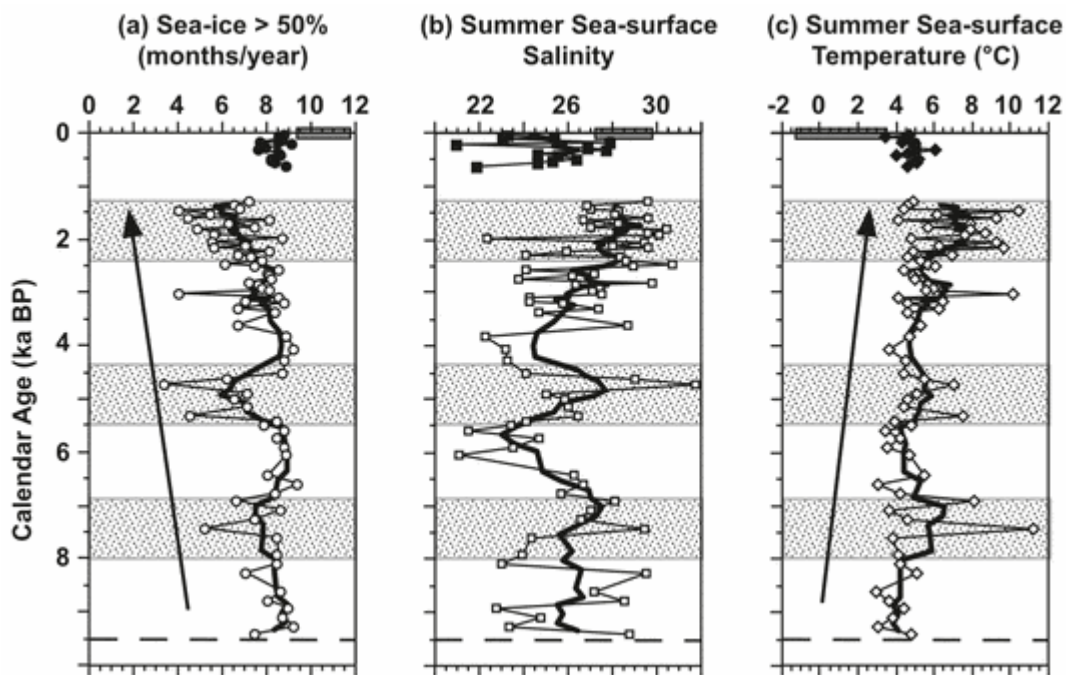 (a) Sea-ice > 50% (b) Summer Sea-surface (c) Summer Sea-surface
(months/year) Salinity Temperature (°C)
0 2 4 6 8 10 12 22 26 30 -2 0 2 4 6 8 10 12
0
2
4
6
8
Calendar Age (ka BP)